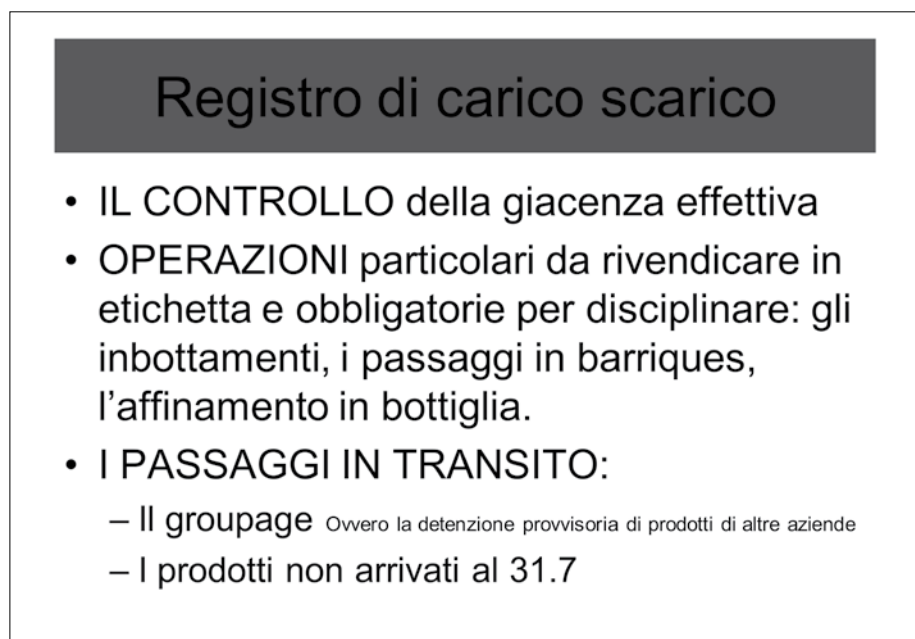 Registro di carico scarico
• IL CONTROLLO della giacenza effettiva
• OPERAZIONI particolari da rivendicare in
etichetta e obbligatorie per disciplinare: gli
inbottamenti, i passaggi in barriques,
l’affinamento in bottiglia.
• I PASSAGGI IN TRANSITO:
– Il groupage Ovvero la detenzione provvisoria di prodotti di altre aziende
– I prodotti non arrivati al 31.7